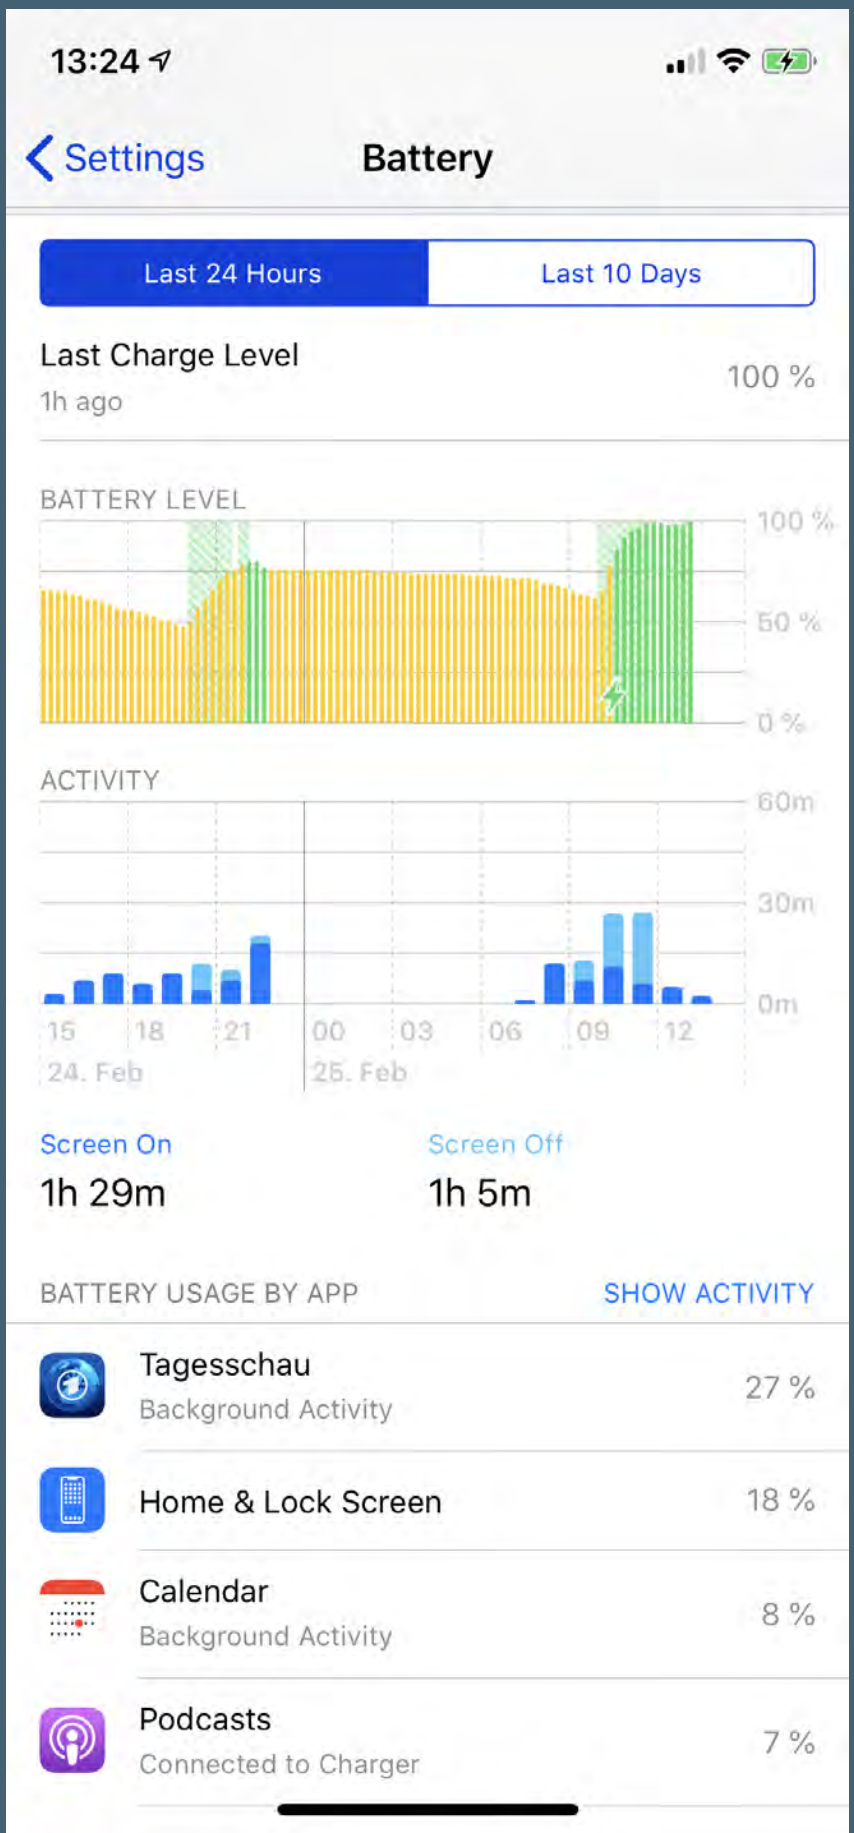 13:24
Settings
Battery
Last 24 Hours
Last 10 Days
Last Charge Level
1h ago
100 %
BATTERY LEVEL
100 %
50 %
0 %
ACTIVITY
60m
30m
0m
15 18 21 00 03 06 09 12
24. Feb 25. Feb
Screen On
Screen Off
1h 29m
1h 5m
BATTERY USAGE BY APP
SHOW ACTIVITY
Tagesschau
Background Activity
27 %
Home & Lock Screen
18 %
Calendar
Background Activity
8 %
Podcasts
Connected to Charger
7 %